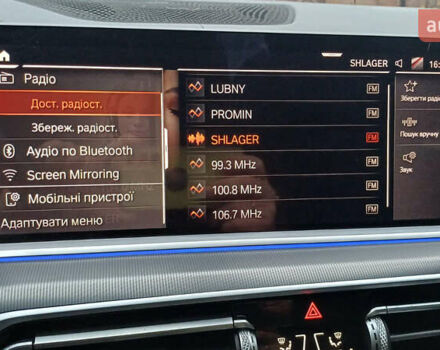 au
SHLAGER 16:
Радіо
Дост. радіост.
Збереж. радіост.
Аудіо по Bluetooth
Screen Mirroring
Мобільні пристрої
Адаптувати меню
LUBNY FM
PROMIN FM
SHLAGER FM
99.3 MHz FM
100.8 MHz FM
106.7 MHz FM
Зберегти радіо
Пошук вручну
Звук